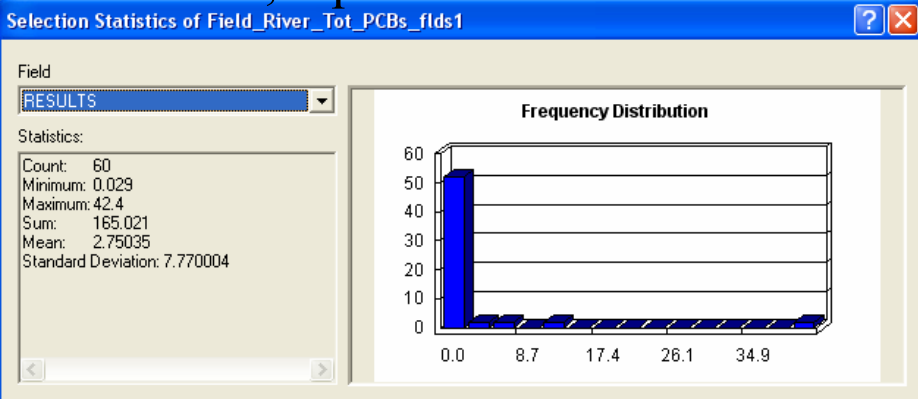 Selection Statistics of Field_River_Tot_PCBs_flds1
Field
RESULTS
Statistics:
Count: 60
Minimum: 0.029
Maximum: 42.4
Sum: 165.021
Mean: 2.75035
Standard Deviation: 7.770004
Frequency Distribution
60
50
40
30
20
10
0
0.0 8.7 17.4 26.1 34.9